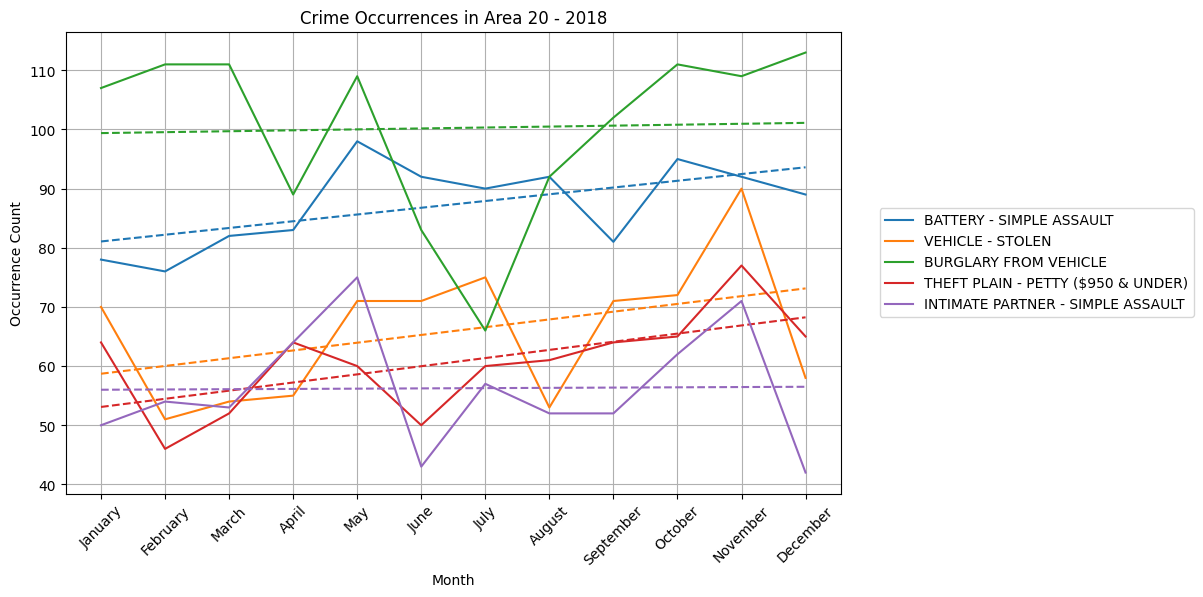 Crime Occurrences in Area 20 - 2018
Occurrence Count
110
100
90
80
70
60
50
40
January
February
March
April
May
June
July
August
September
October
November
December
Month
BATTERY - SIMPLE ASSAULT
VEHICLE - STOLEN
BURGLARY FROM VEHICLE
THEFT PLAIN - PETTY ($950 & UNDER)
INTIMATE PARTNER - SIMPLE ASSAULT